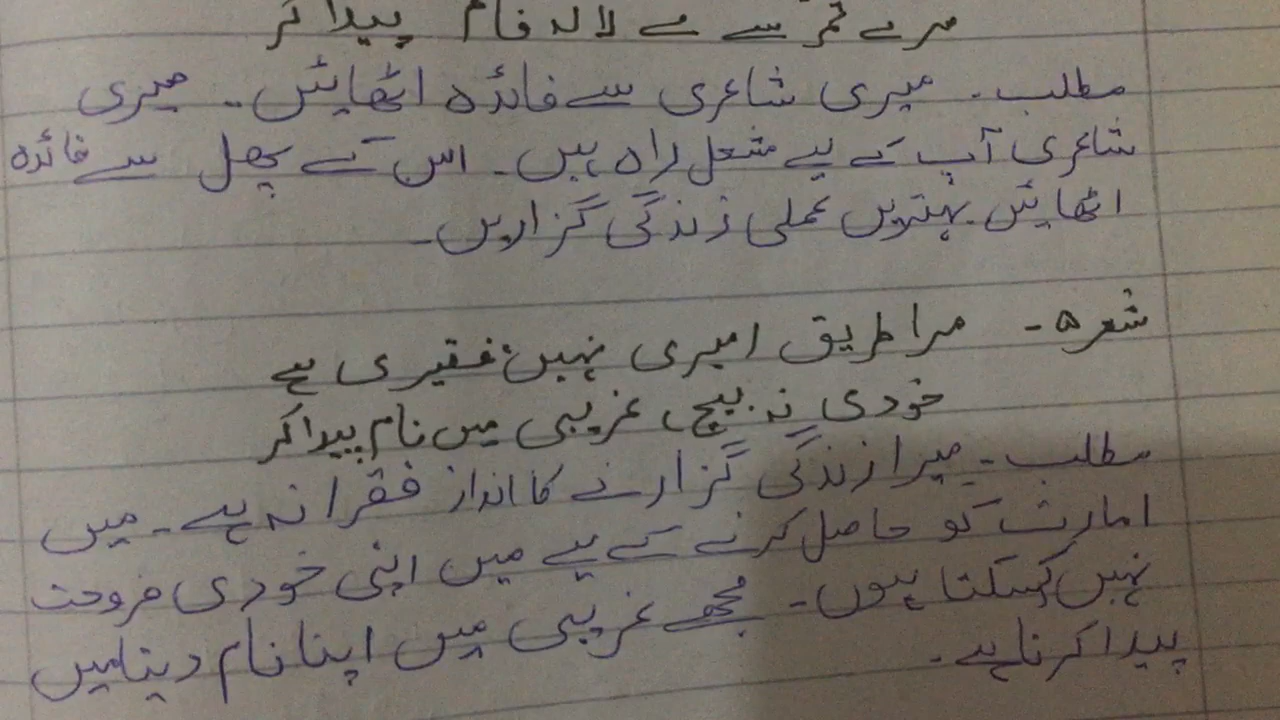 مرے ثمر سے مے لالہ فام پیدا کر
مطلب ۔ میری شاعری سے فائدہ اٹھائیں ۔ میری
شاعری آپ کے لیے مشعل راہ ہیں ۔ اس کے پھل سے فائدہ
اٹھائیں بہترین عملی زندگی گزاریں ۔
شعر ۵ ۔ مرا طریق امیری نہیں، فقیری ہے
خودی نہ بیچ، غریبی میں نام پیدا کر
مطلب ۔ میرا زندگی گزارنے کا انداز فقرانہ ہے ۔ میں
امارت کو حاصل کرنے کے لیے میں اپنی خودی فروحت
نہیں کرسکتا ہوں ۔ مجھے غریبی میں اپنا نام دینا میں
پیدا کرنا ہے ۔